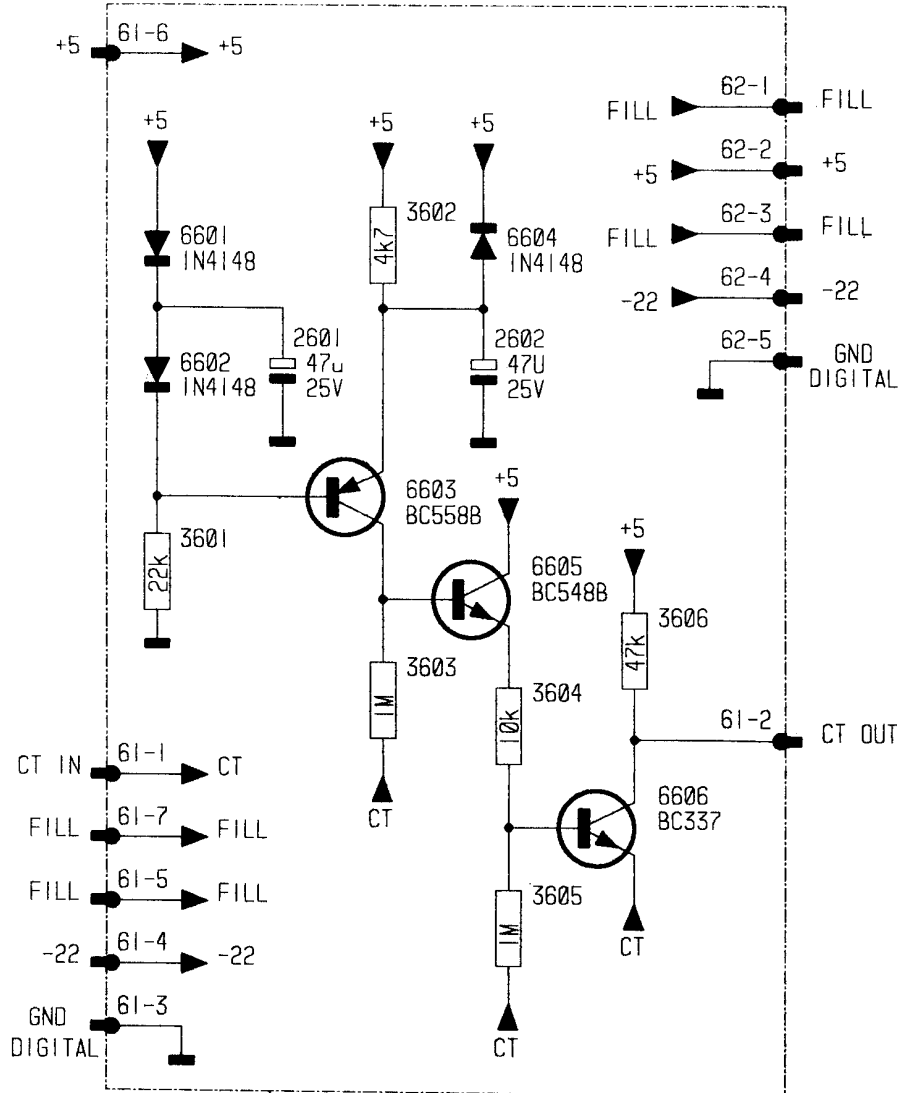 +5 61-6 +5
62-1
FILL FILL
+5 +5 +5
62-2
+5 +5
3602
62-3
6601
1N4148
4k7
6604
1N4148
FILL FILL
62-4
-22 -22
2601
47u
25V
2602
47U
25V
62-5
GND
DIGITAL
6602
1N4148
6603
BC558B
+5
+5
3601
22k
6605
BC548B
3606
47k
3603
1M
3604
10k
61-2
CT OUT
CT IN 61-1 CT
CT
6606
BC337
61-7
FILL FILL
61-5
FILL FILL
3605
1M
61-4
-22 -22
CT
61-3
GND
DIGITAL
CT